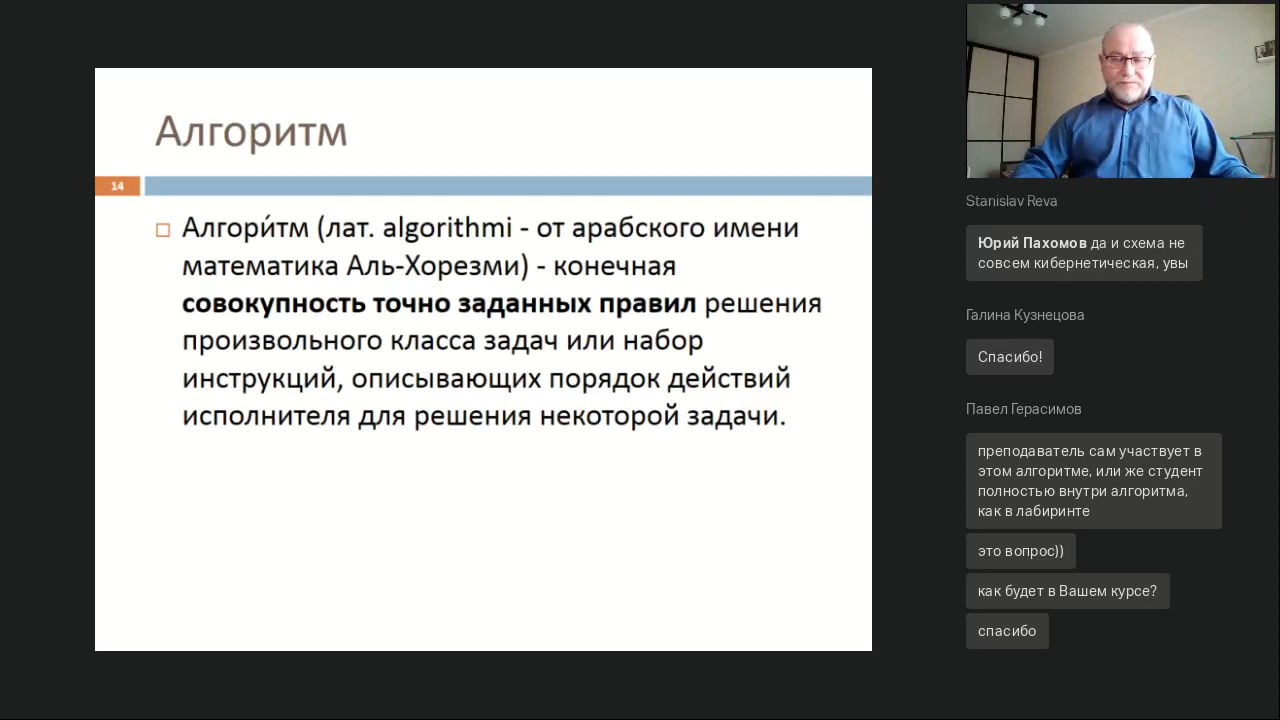 Алгоритм
14
Алгори́тм (лат. algorithmi - от арабского имени
математика Аль-Хорезми) - конечная
совокупность точно заданных правил решения
произвольного класса задач или набор
инструкций, описывающих порядок действий
исполнителя для решения некоторой задачи.
Stanislav Reva
Юрий Пахомов да и схема не
совсем кибернетическая, увы
Галина Кузнецова
Спасибо!
Павел Герасимов
преподаватель сам участвует в
этом алгоритме, или же студент
полностью внутри алгоритма,
как в лабиринте
это вопрос))
как будет в Вашем курсе?
спасибо